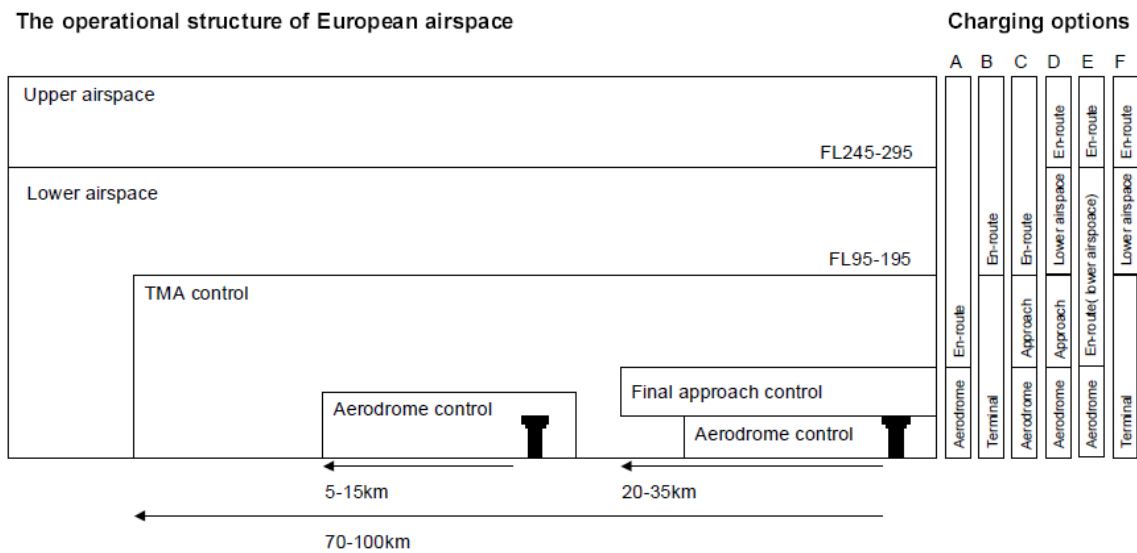 The operational structure of European airspace
Charging options
A B C D E F
Upper airspace
FL245-295
Lower airspace
FL95-195
TMA control
Final approach control
Aerodrome control
Aerodrome control
5-15km
20-35km
70-100km
En-route
Aerodrome
En-route
Terminal
En-route
Approach
Aerodrome
En-route
Lower airspace
Approach
Aerodrome
En-route
En-route( lower airspoace)
Aerodrome
En-route
Lower airspace
Terminal